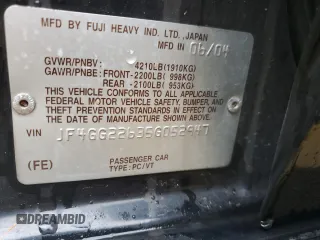 MFD BY FUJI HEAVY IND. LTD., JAPAN
MFD IN 06/04
GVWR/PNBV: 4210LB(1910KG)
GAWR/PNBE: FRONT-2200LB( 998KG)
REAR -2100LB( 953KG)
THIS VEHICLE CONFORMS TO ALL APPLICABLE
FEDERAL MOTOR VEHICLE SAFETY, BUMPER, AND
THEFT PREVENTION STANDARDS IN EFFECT ON
THE DATE OF MANUFACTURE SHOWN ABOVE.
VIN JF4GG22635G052947
PASSENGER CAR
(FE) TYPE:PC/VT
DREAMBID